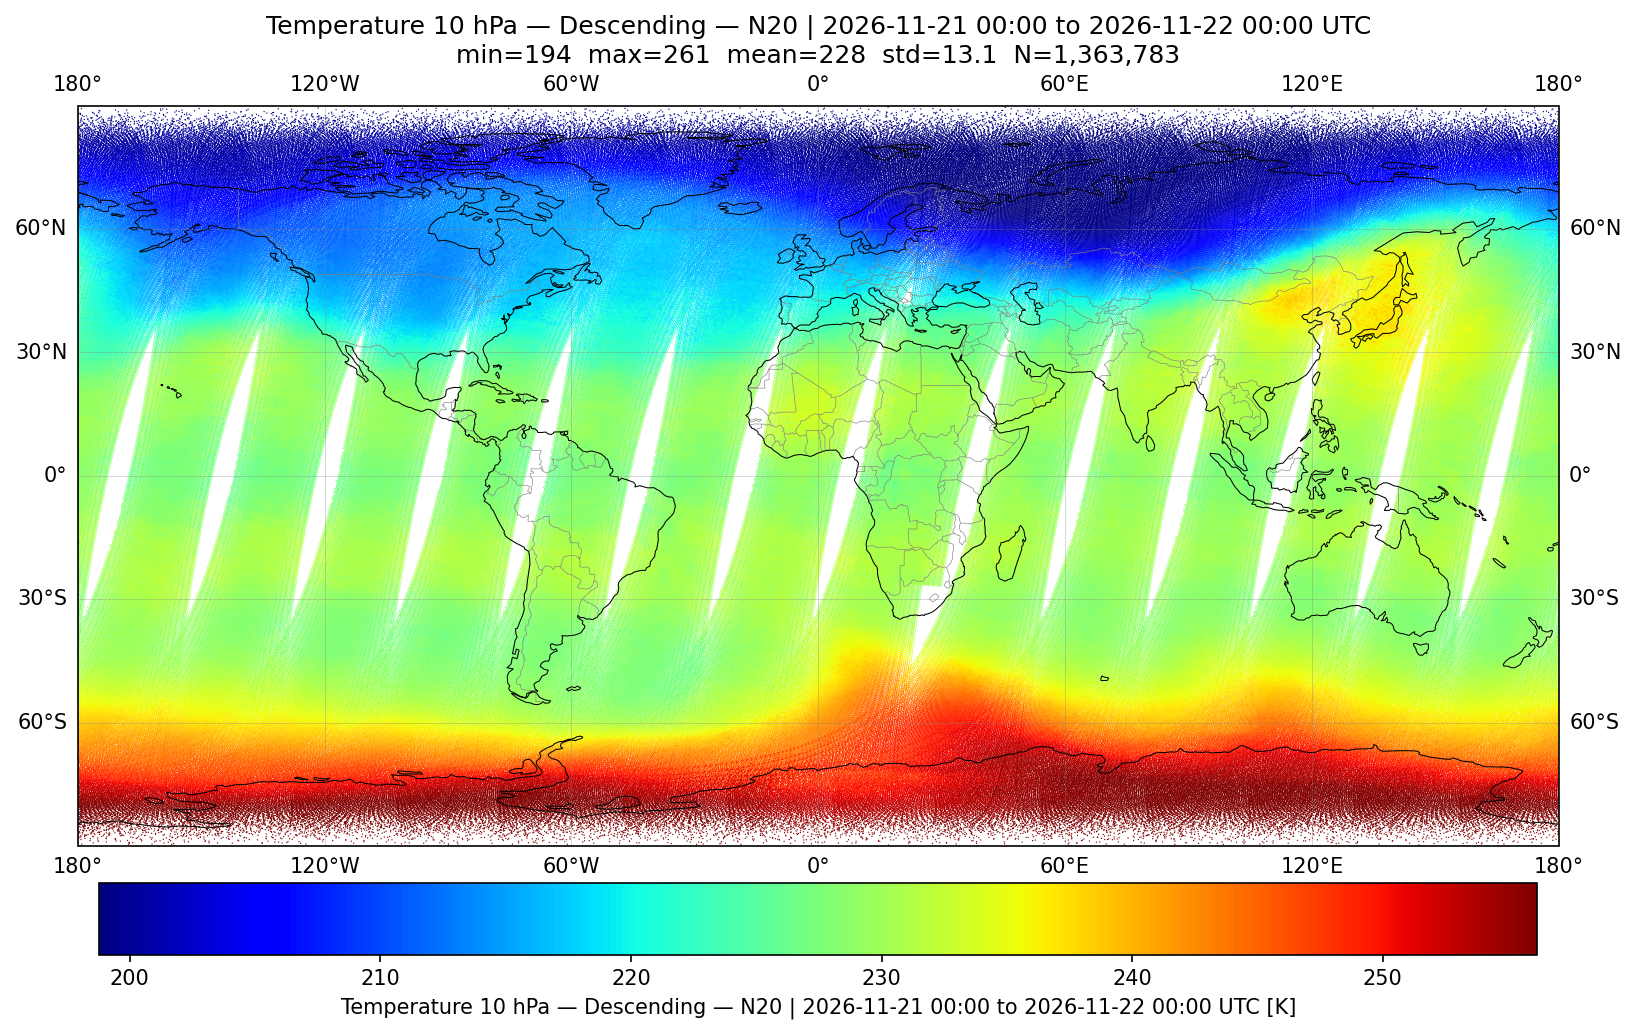 Temperature 10 hPa — Descending — N20 | 2026-11-21 00:00 to 2026-11-22 00:00 UTC
min=194  max=261  mean=228  std=13.1  N=1,363,783
180° 120°W 60°W 0° 60°E 120°E 180°
60°N 60°N
30°N 30°N
0° 0°
30°S 30°S
60°S 60°S
180° 120°W 60°W 0° 60°E 120°E 180°
200 210 220 230 240 250
Temperature 10 hPa — Descending — N20 | 2026-11-21 00:00 to 2026-11-22 00:00 UTC [K]